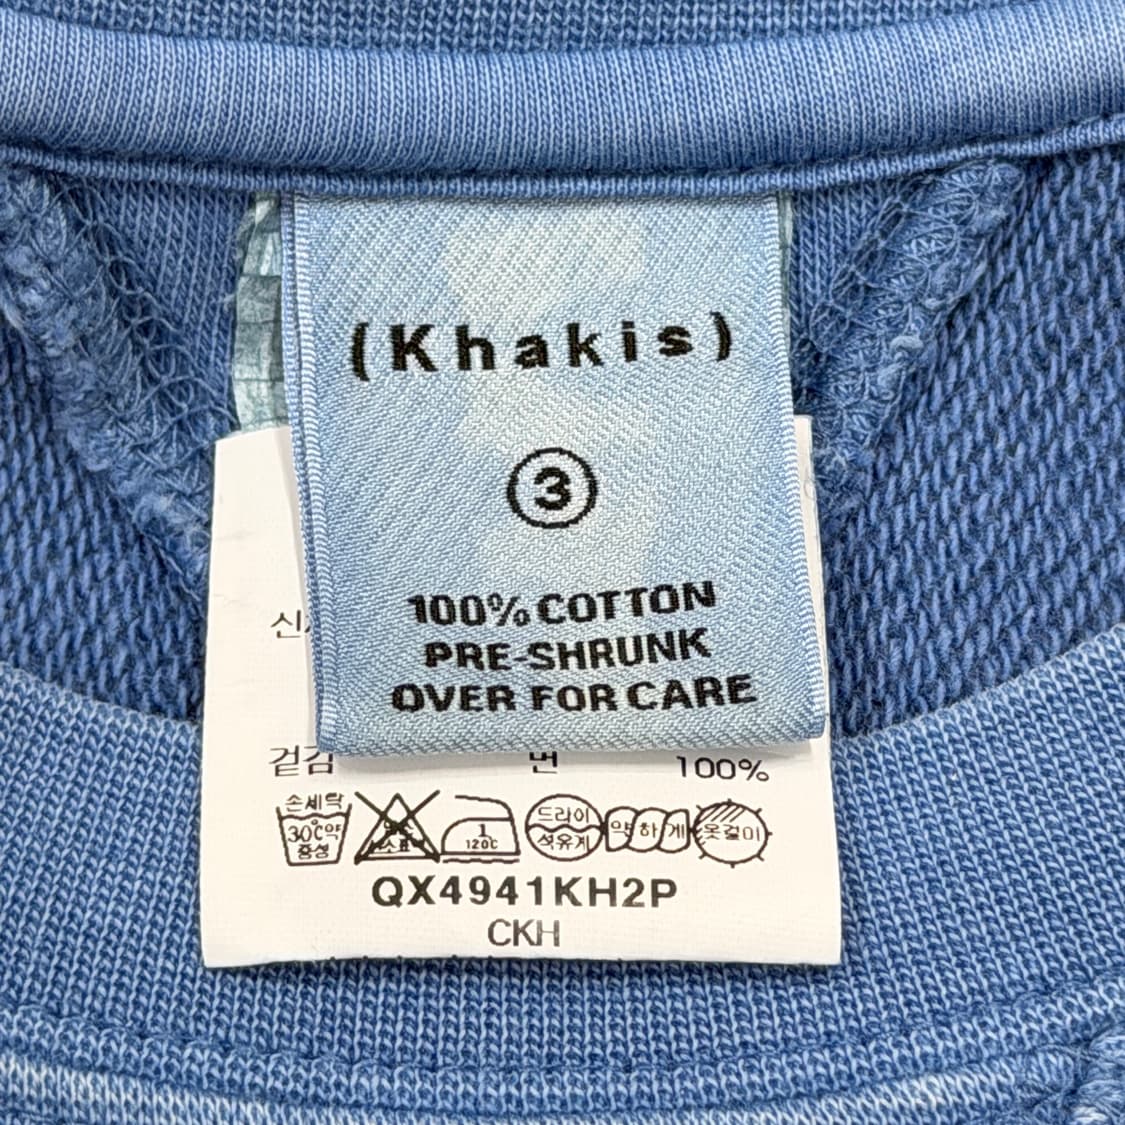 (Khakis)
3
100% COTTON
PRE-SHRUNK
OVER FOR CARE
겉감 면 100%
손세탁
30℃약
중성
1
120C
드라이
석유계
약하게
옷걸이
QX4941KH2P
CKH